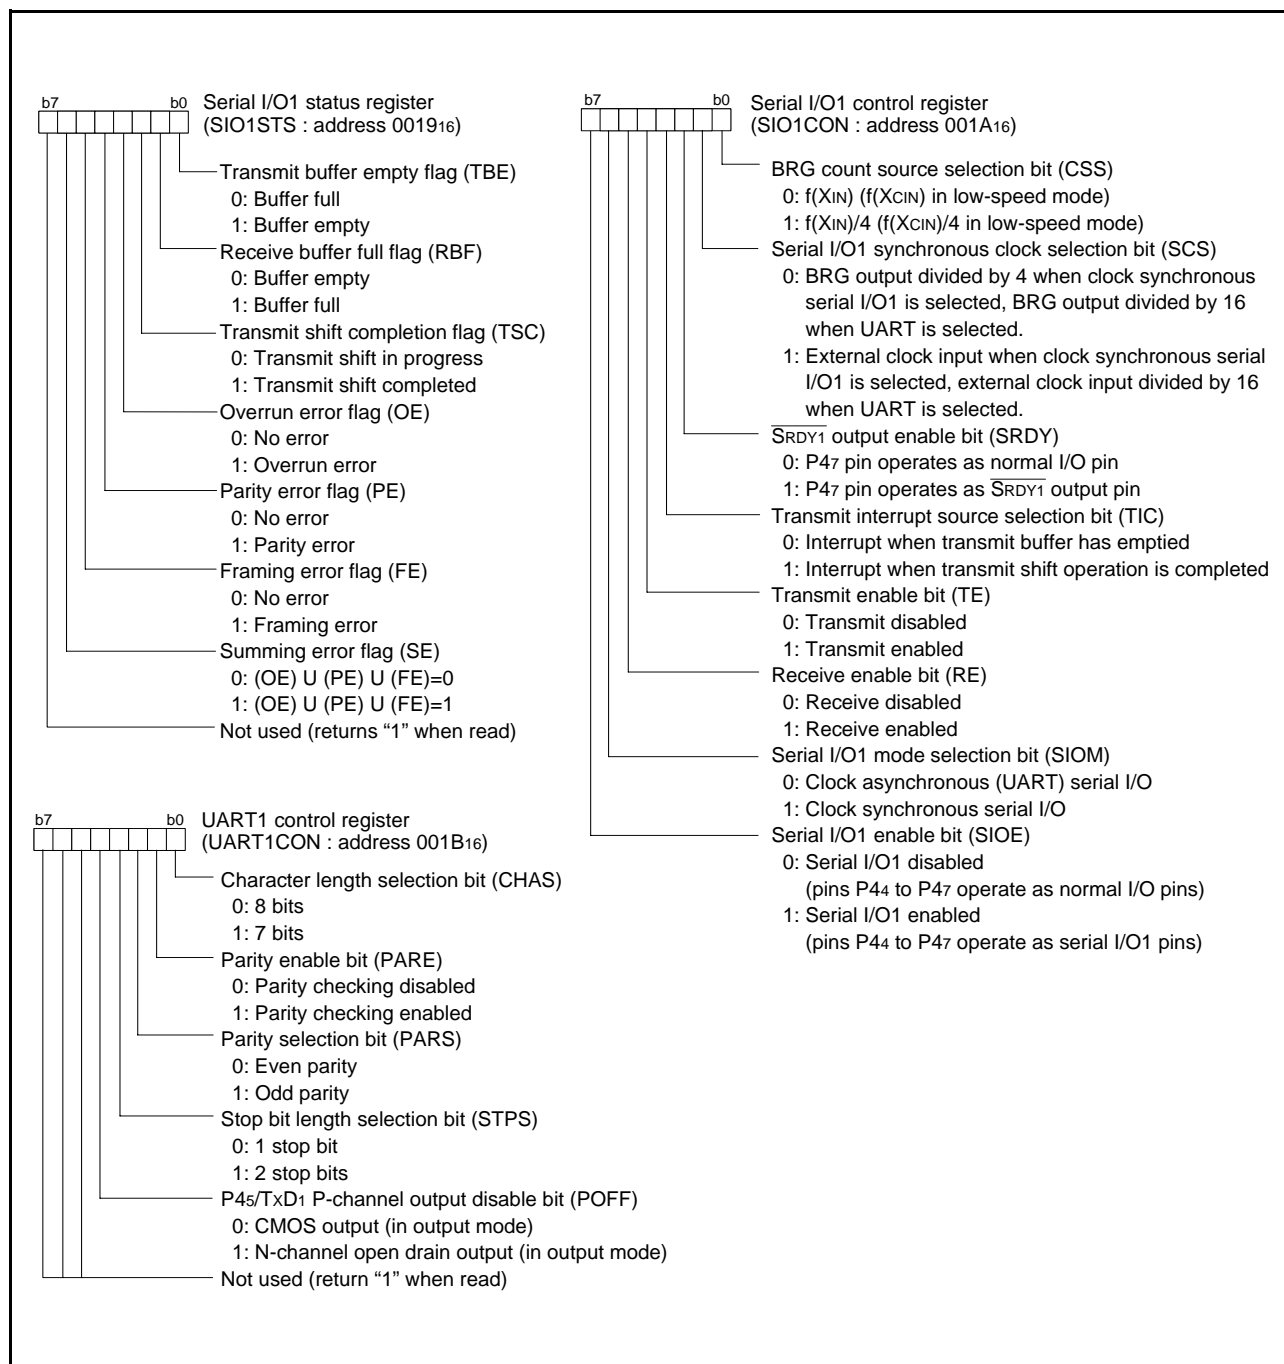 b7 b0 Serial I/O1 status register
(SIO1STS : address 001916)
Transmit buffer empty flag (TBE)
0: Buffer full
1: Buffer empty
Receive buffer full flag (RBF)
0: Buffer empty
1: Buffer full
Transmit shift completion flag (TSC)
0: Transmit shift in progress
1: Transmit shift completed
Overrun error flag (OE)
0: No error
1: Overrun error
Parity error flag (PE)
0: No error
1: Parity error
Framing error flag (FE)
0: No error
1: Framing error
Summing error flag (SE)
0: (OE) U (PE) U (FE)=0
1: (OE) U (PE) U (FE)=1
Not used (returns “1” when read)
b7 b0 UART1 control register
(UART1CON : address 001B16)
Character length selection bit (CHAS)
0: 8 bits
1: 7 bits
Parity enable bit (PARE)
0: Parity checking disabled
1: Parity checking enabled
Parity selection bit (PARS)
0: Even parity
1: Odd parity
Stop bit length selection bit (STPS)
0: 1 stop bit
1: 2 stop bits
P45/TXD1 P-channel output disable bit (POFF)
0: CMOS output (in output mode)
1: N-channel open drain output (in output mode)
Not used (return “1” when read)
b7 b0 Serial I/O1 control register
(SIO1CON : address 001A16)
BRG count source selection bit (CSS)
0: f(XIN) (f(XCIN) in low-speed mode)
1: f(XIN)/4 (f(XCIN)/4 in low-speed mode)
Serial I/O1 synchronous clock selection bit (SCS)
0: BRG output divided by 4 when clock synchronous
serial I/O1 is selected, BRG output divided by 16
when UART is selected.
1: External clock input when clock synchronous serial
I/O1 is selected, external clock input divided by 16
when UART is selected.
SRDY1 output enable bit (SRDY)
0: P47 pin operates as normal I/O pin
1: P47 pin operates as SRDY1 output pin
Transmit interrupt source selection bit (TIC)
0: Interrupt when transmit buffer has emptied
1: Interrupt when transmit shift operation is completed
Transmit enable bit (TE)
0: Transmit disabled
1: Transmit enabled
Receive enable bit (RE)
0: Receive disabled
1: Receive enabled
Serial I/O1 mode selection bit (SIOM)
0: Clock asynchronous (UART) serial I/O
1: Clock synchronous serial I/O
Serial I/O1 enable bit (SIOE)
0: Serial I/O1 disabled
(pins P44 to P47 operate as normal I/O pins)
1: Serial I/O1 enabled
(pins P44 to P47 operate as serial I/O1 pins)